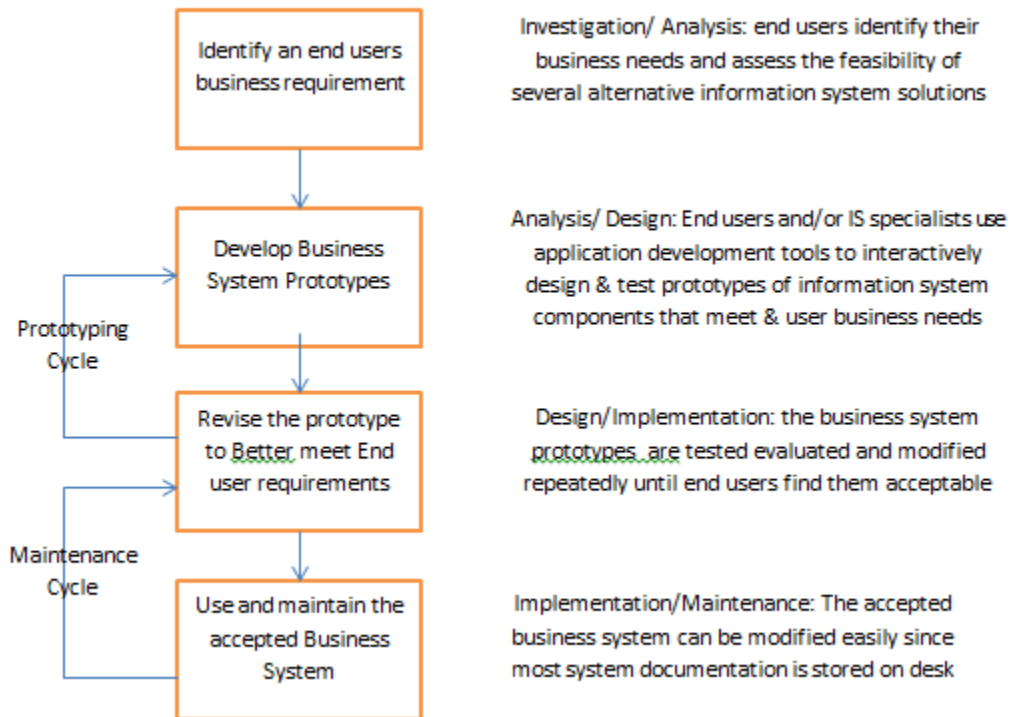 Identify an end users
business requirement
Investigation/ Analysis: end users identify their
business needs and assess the feasibility of
several alternative information system solutions
Develop Business
System Prototypes
Analysis/ Design: End users and/or IS specialists use
application development tools to interactively
design & test prototypes of information system
components that meet & user business needs
Prototyping
Cycle
Revise the prototype
to Better meet End
user requirements
Design/Implementation: the business system
prototypes are tested evaluated and modified
repeatedly until end users find them acceptable
Maintenance
Cycle
Use and maintain the
accepted Business
System
Implementation/Maintenance: The accepted
business system can be modified easily since
most system documentation is stored on desk